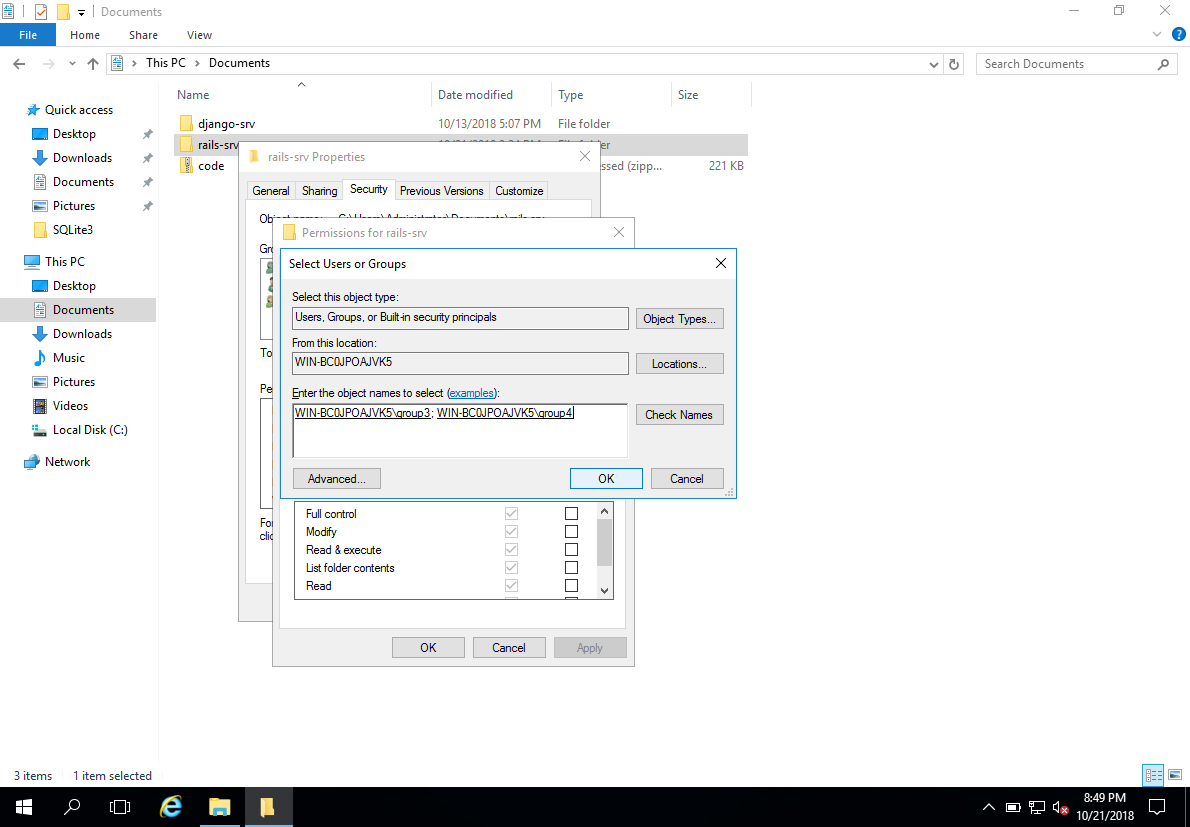 Documents
File Home Share View
This PC Documents
Search Documents
Name Date modified Type Size
Quick access
Desktop
Downloads
Documents
Pictures
SQLite3
This PC
Desktop
Documents
Downloads
Music
Pictures
Videos
Local Disk (C:)
Network
django-srv 10/13/2018 5:07 PM File folder
rails-srv
code 221 KB
rails-srv Properties
General Sharing Security Previous Versions Customize
Permissions for rails-srv
Select Users or Groups
Select this object type:
Users, Groups, or Built-in security principals
Object Types...
From this location:
WIN-BC0JPOAJVK5
Locations...
Enter the object names to select (examples):
WIN-BC0JPOAJVK5\group3; WIN-BC0JPOAJVK5\group4
Check Names
Advanced...
OK
Cancel
Full control
Modify
Read & execute
List folder contents
Read
OK Cancel Apply
3 items 1 item selected
8:49 PM
10/21/2018